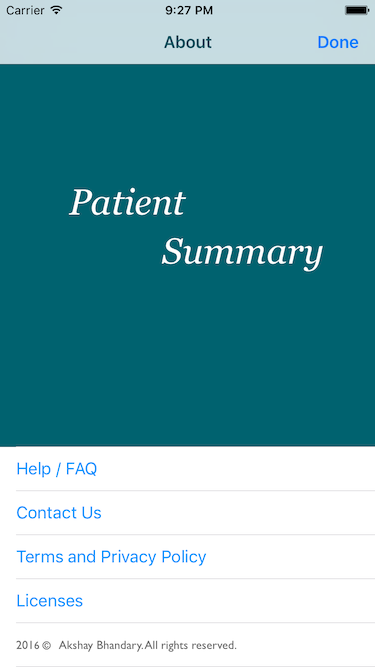 Carrier 9:27 PM
About Done
Patient
Summary
Help / FAQ
Contact Us
Terms and Privacy Policy
Licenses
2016 © Akshay Bhandary. All rights reserved.